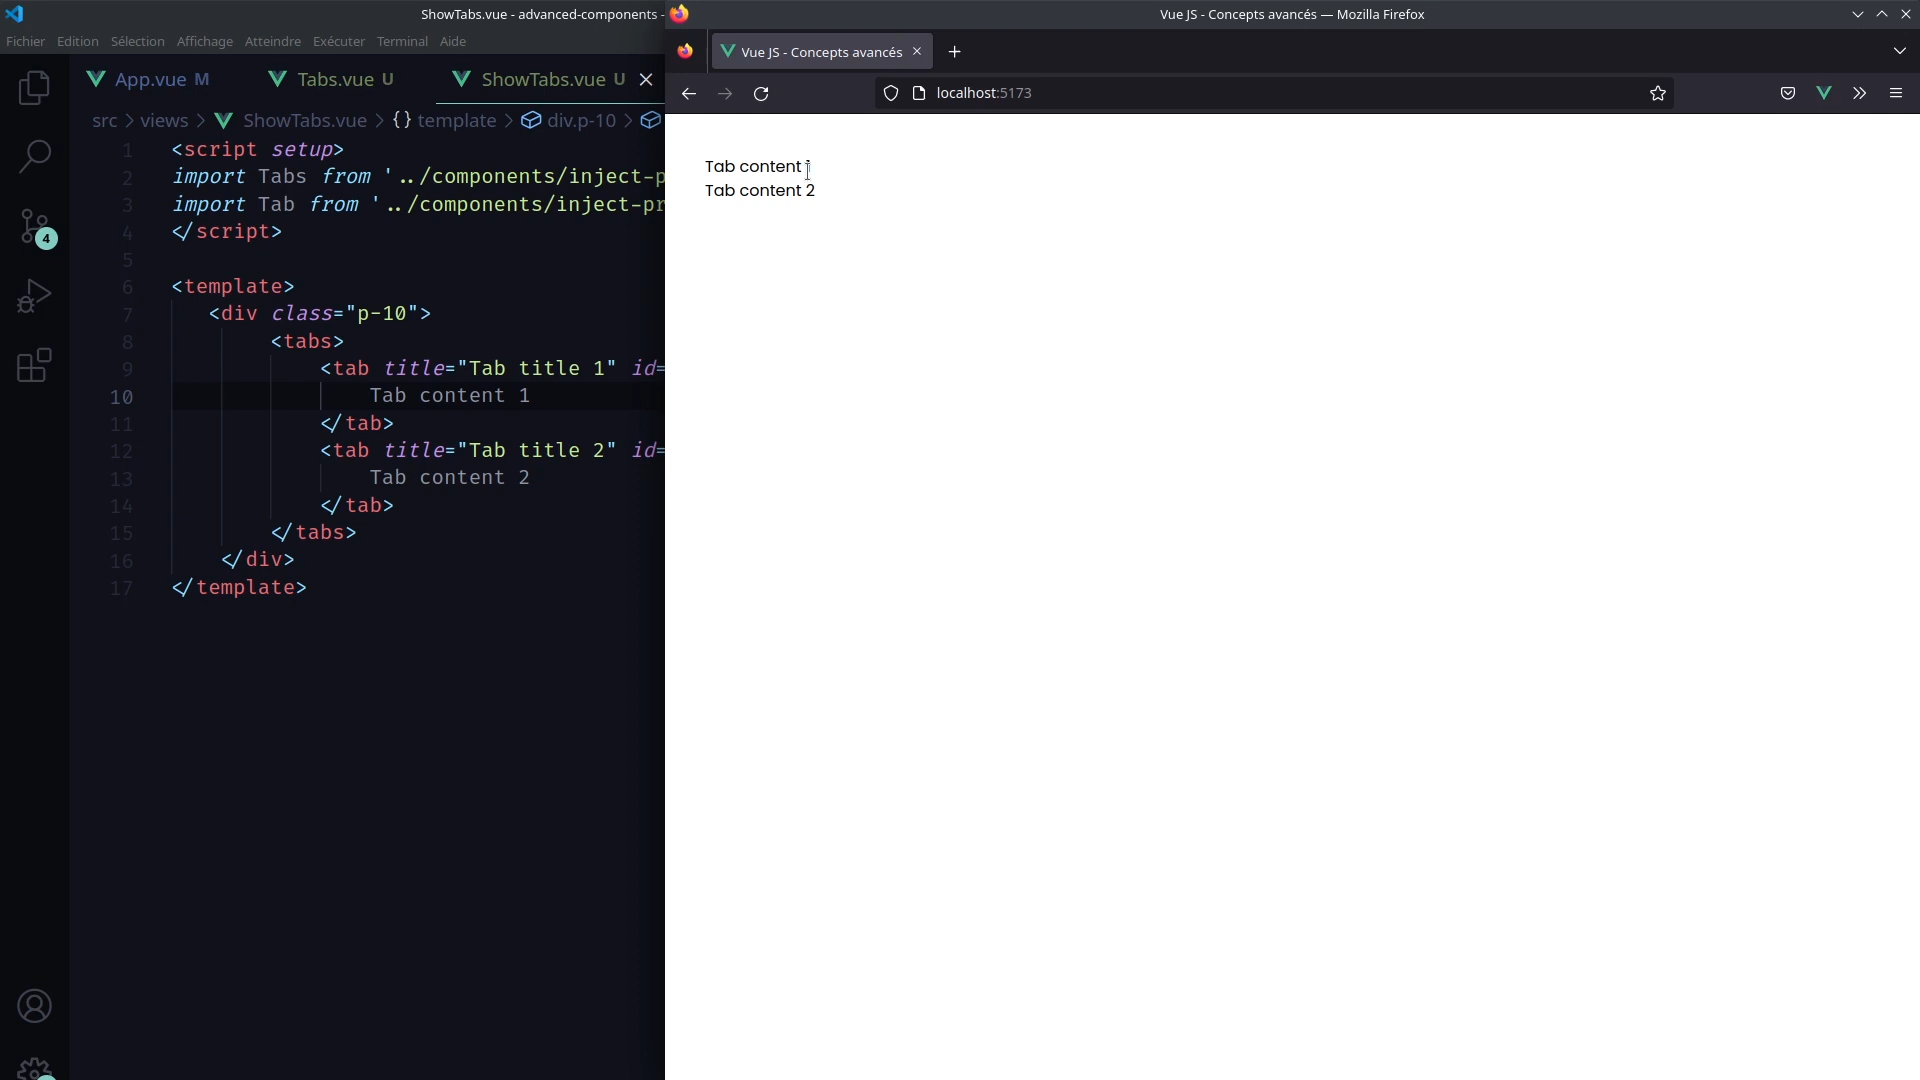 ShowTabs.vue - advanced-components -
Fichier Edition Sélection Affichage Atteindre Exécuter Terminal Aide
App.vue M Tabs.vue U ShowTabs.vue U
src > views > ShowTabs.vue > {} template > div.p-10 >
1 <script setup>
2 import Tabs from '../components/inject-p
3 import Tab from '../components/inject-pr
4 </script>
5
6 <template>
7 <div class="p-10">
8 <tabs>
9 <tab title="Tab title 1" id=
10 Tab content 1
11 </tab>
12 <tab title="Tab title 2" id=
13 Tab content 2
14 </tab>
15 </tabs>
16 </div>
17 </template>
4
Vue JS - Concepts avancés — Mozilla Firefox
Vue JS - Concepts avancés
localhost:5173
Tab content 1
Tab content 2